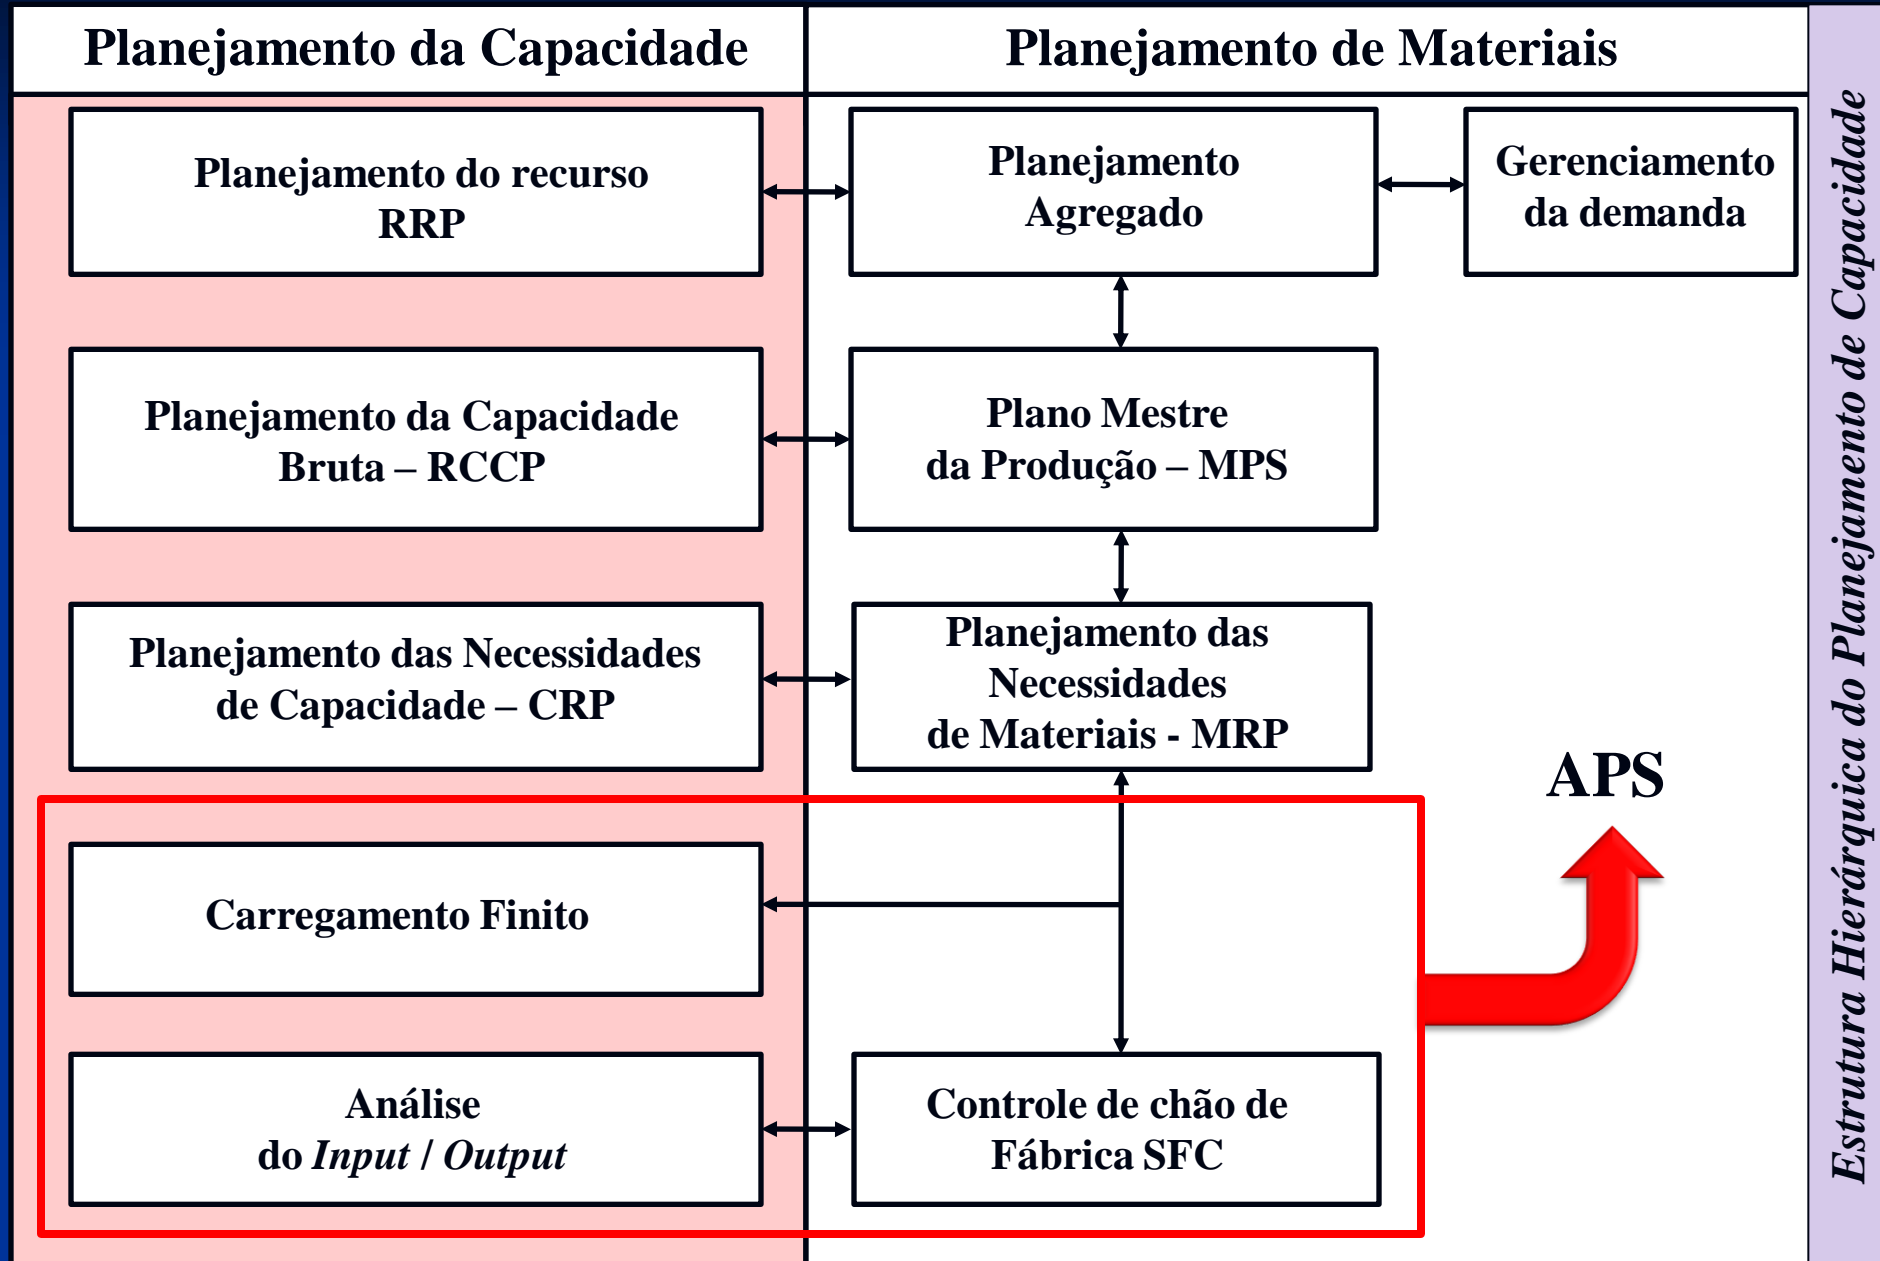 Planejamento da Capacidade
Planejamento de Materiais
Planejamento do recurso
RRP
Planejamento
Agregado
Gerenciamento
da demanda
Planejamento da Capacidade
Bruta – RCCP
Plano Mestre
da Produção – MPS
Planejamento das Necessidades
de Capacidade – CRP
Planejamento das
Necessidades
de Materiais - MRP
APS
Carregamento Finito
Análise
do Input / Output
Controle de chão de
Fábrica SFC
Estrutura Hierárquica do Planejamento de Capacidade